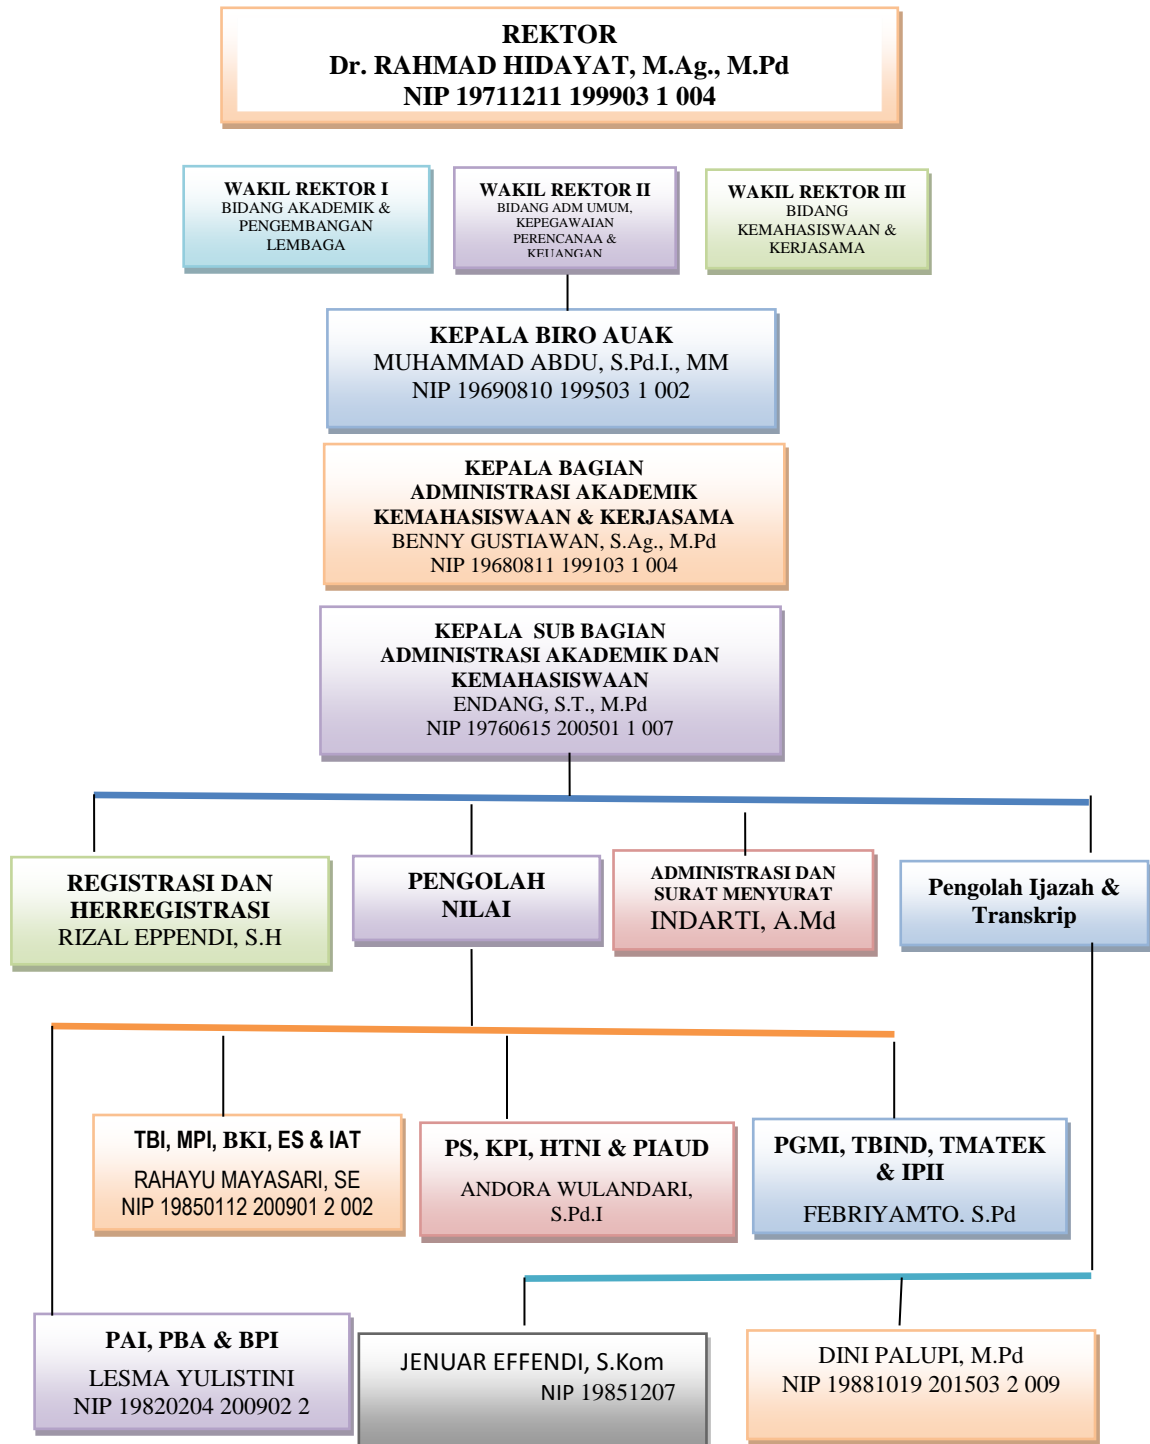 REKTOR
Dr. RAHMAD HIDAYAT, M.Ag., M.Pd
NIP 19711211 199903 1 004
WAKIL REKTOR I
BIDANG AKADEMIK &
PENGEMBANGAN
LEMBAGA
WAKIL REKTOR II
BIDANG ADM UMUM,
KEPEGAWAIAN
PERENCANAA &
KEUANGAN
WAKIL REKTOR III
BIDANG
KEMAHASISWAAN &
KERJASAMA
KEPALA BIRO AUAK
MUHAMMAD ABDU, S.Pd.I., MM
NIP 19690810 199503 1 002
KEPALA BAGIAN
ADMINISTRASI AKADEMIK
KEMAHASISWAAN & KERJASAMA
BENNY GUSTIAWAN, S.Ag., M.Pd
NIP 19680811 199103 1 004
KEPALA SUB BAGIAN
ADMINISTRASI AKADEMIK DAN
KEMAHASISWAAN
ENDANG, S.T., M.Pd
NIP 19760615 200501 1 007
REGISTRASI DAN
HERREGISTRASI
RIZAL EPPENDI, S.H
PENGOLAH
NILAI
ADMINISTRASI DAN
SURAT MENYURAT
INDARTI, A.Md
Pengolah Ijazah &
Transkrip
TBI, MPI, BKI, ES & IAT
RAHAYU MAYASARI, SE
NIP 19850112 200901 2 002
PS, KPI, HTNI & PIAUD
ANDORA WULANDARI,
S.Pd.I
PGMI, TBIND, TMATEK
& IPII
FEBRIYAMTO. S.Pd
PAI, PBA & BPI
LESMA YULISTINI
NIP 19820204 200902 2
JENUAR EFFENDI, S.Kom
NIP 19851207
DINI PALUPI, M.Pd
NIP 19881019 201503 2 009